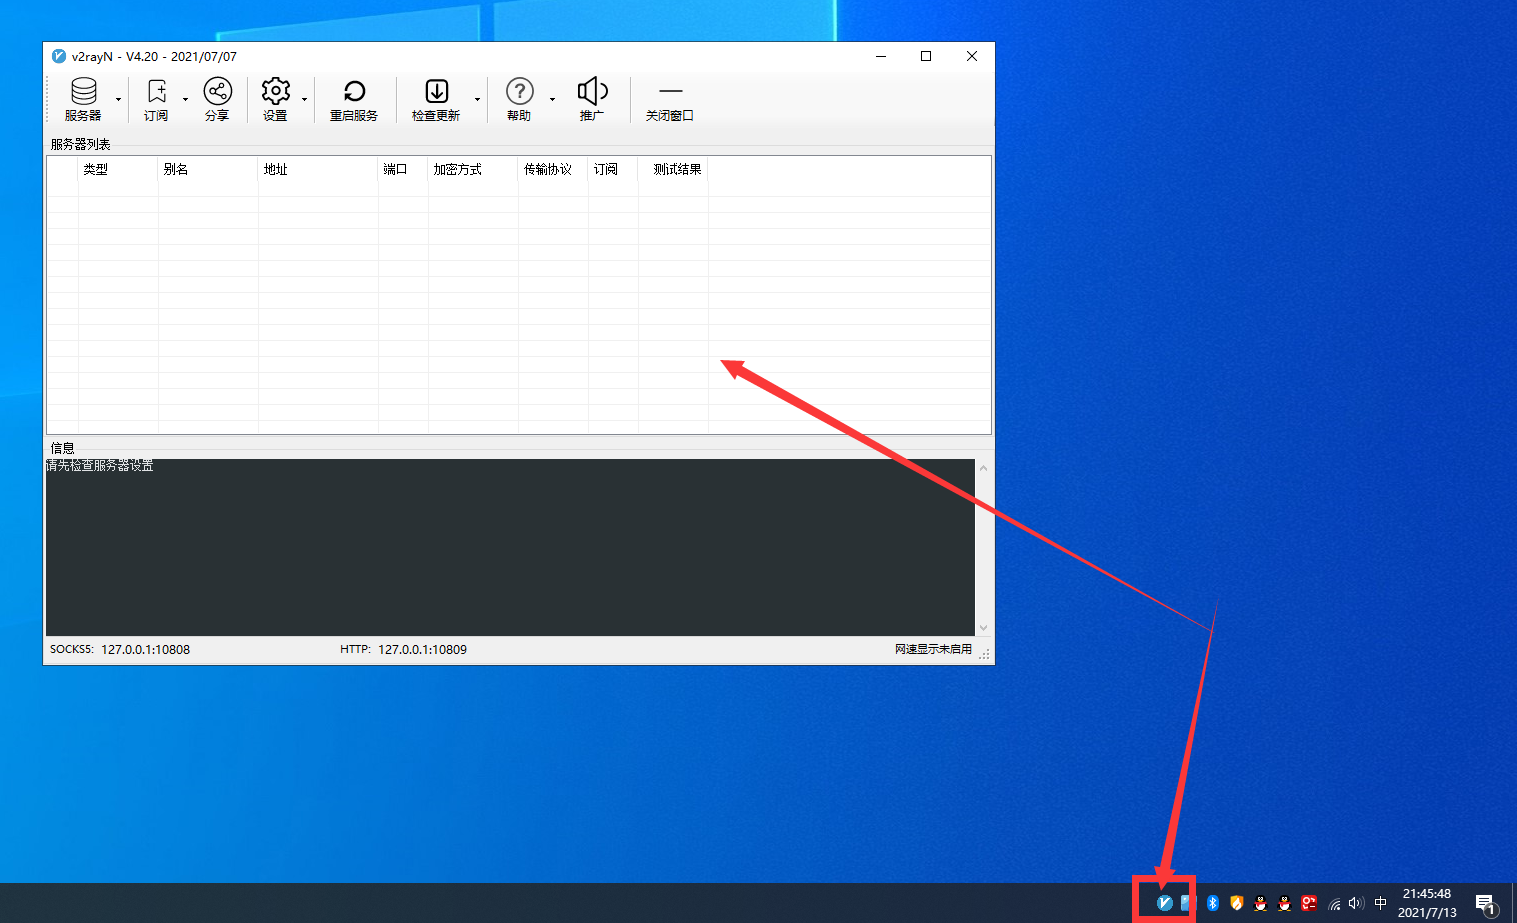 v2rayN - V4.20 - 2021/07/07
服务器 订阅 分享 设置 重启服务 检查更新 帮助 推广 关闭窗口
服务器列表
类型 别名 地址 端口 加密方式 传输协议 订阅 测试结果
信息
请先检查服务器设置
SOCKS5: 127.0.0.1:10808 HTTP: 127.0.0.1:10809 网速显示未启用
中 21:45:48
2021/7/13 1